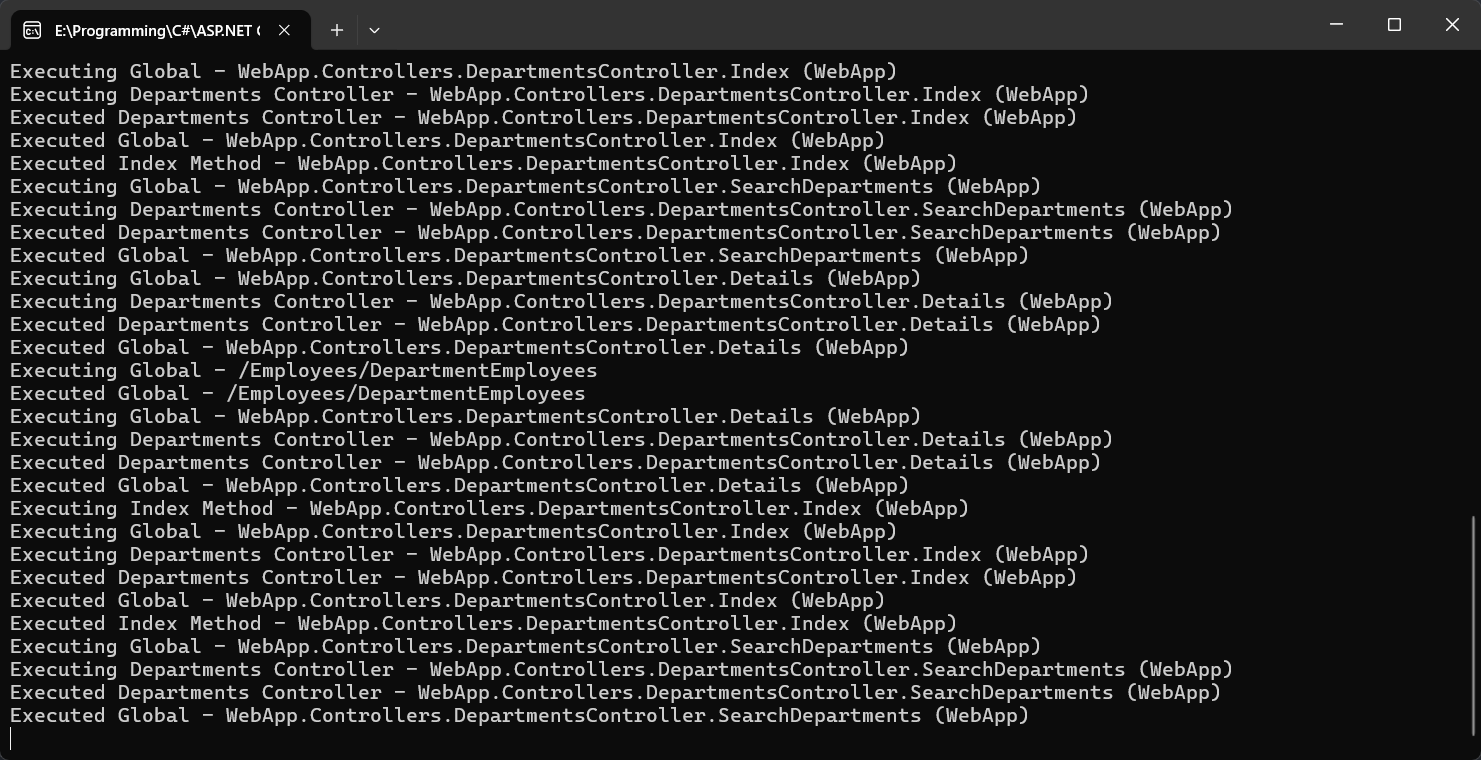 E:\Programming\C#\ASP.NET
Executing Global - WebApp.Controllers.DepartmentsController.Index (WebApp)
Executing Departments Controller - WebApp.Controllers.DepartmentsController.Index (WebApp)
Executed Departments Controller - WebApp.Controllers.DepartmentsController.Index (WebApp)
Executed Global - WebApp.Controllers.DepartmentsController.Index (WebApp)
Executed Index Method - WebApp.Controllers.DepartmentsController.Index (WebApp)
Executing Global - WebApp.Controllers.DepartmentsController.SearchDepartments (WebApp)
Executing Departments Controller - WebApp.Controllers.DepartmentsController.SearchDepartments (WebApp)
Executed Departments Controller - WebApp.Controllers.DepartmentsController.SearchDepartments (WebApp)
Executed Global - WebApp.Controllers.DepartmentsController.SearchDepartments (WebApp)
Executing Global - WebApp.Controllers.DepartmentsController.Details (WebApp)
Executing Departments Controller - WebApp.Controllers.DepartmentsController.Details (WebApp)
Executed Departments Controller - WebApp.Controllers.DepartmentsController.Details (WebApp)
Executed Global - WebApp.Controllers.DepartmentsController.Details (WebApp)
Executing Global - /Employees/DepartmentEmployees
Executed Global - /Employees/DepartmentEmployees
Executing Global - WebApp.Controllers.DepartmentsController.Details (WebApp)
Executing Departments Controller - WebApp.Controllers.DepartmentsController.Details (WebApp)
Executed Departments Controller - WebApp.Controllers.DepartmentsController.Details (WebApp)
Executed Global - WebApp.Controllers.DepartmentsController.Details (WebApp)
Executing Index Method - WebApp.Controllers.DepartmentsController.Index (WebApp)
Executing Global - WebApp.Controllers.DepartmentsController.Index (WebApp)
Executing Departments Controller - WebApp.Controllers.DepartmentsController.Index (WebApp)
Executed Departments Controller - WebApp.Controllers.DepartmentsController.Index (WebApp)
Executed Global - WebApp.Controllers.DepartmentsController.Index (WebApp)
Executed Index Method - WebApp.Controllers.DepartmentsController.Index (WebApp)
Executing Global - WebApp.Controllers.DepartmentsController.SearchDepartments (WebApp)
Executing Departments Controller - WebApp.Controllers.DepartmentsController.SearchDepartments (WebApp)
Executed Departments Controller - WebApp.Controllers.DepartmentsController.SearchDepartments (WebApp)
Executed Global - WebApp.Controllers.DepartmentsController.SearchDepartments (WebApp)